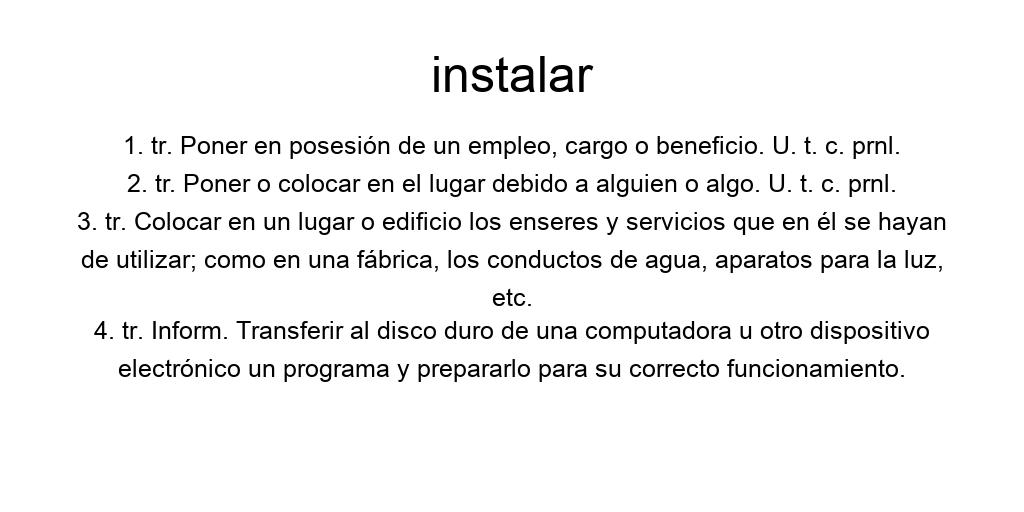 instalar
1. tr. Poner en posesión de un empleo, cargo o beneficio. U. t. c. prnl.
2. tr. Poner o colocar en el lugar debido a alguien o algo. U. t. c. prnl.
3. tr. Colocar en un lugar o edificio los enseres y servicios que en él se hayan
de utilizar; como en una fábrica, los conductos de agua, aparatos para la luz,
etc.
4. tr. Inform. Transferir al disco duro de una computadora u otro dispositivo
electrónico un programa y prepararlo para su correcto funcionamiento.